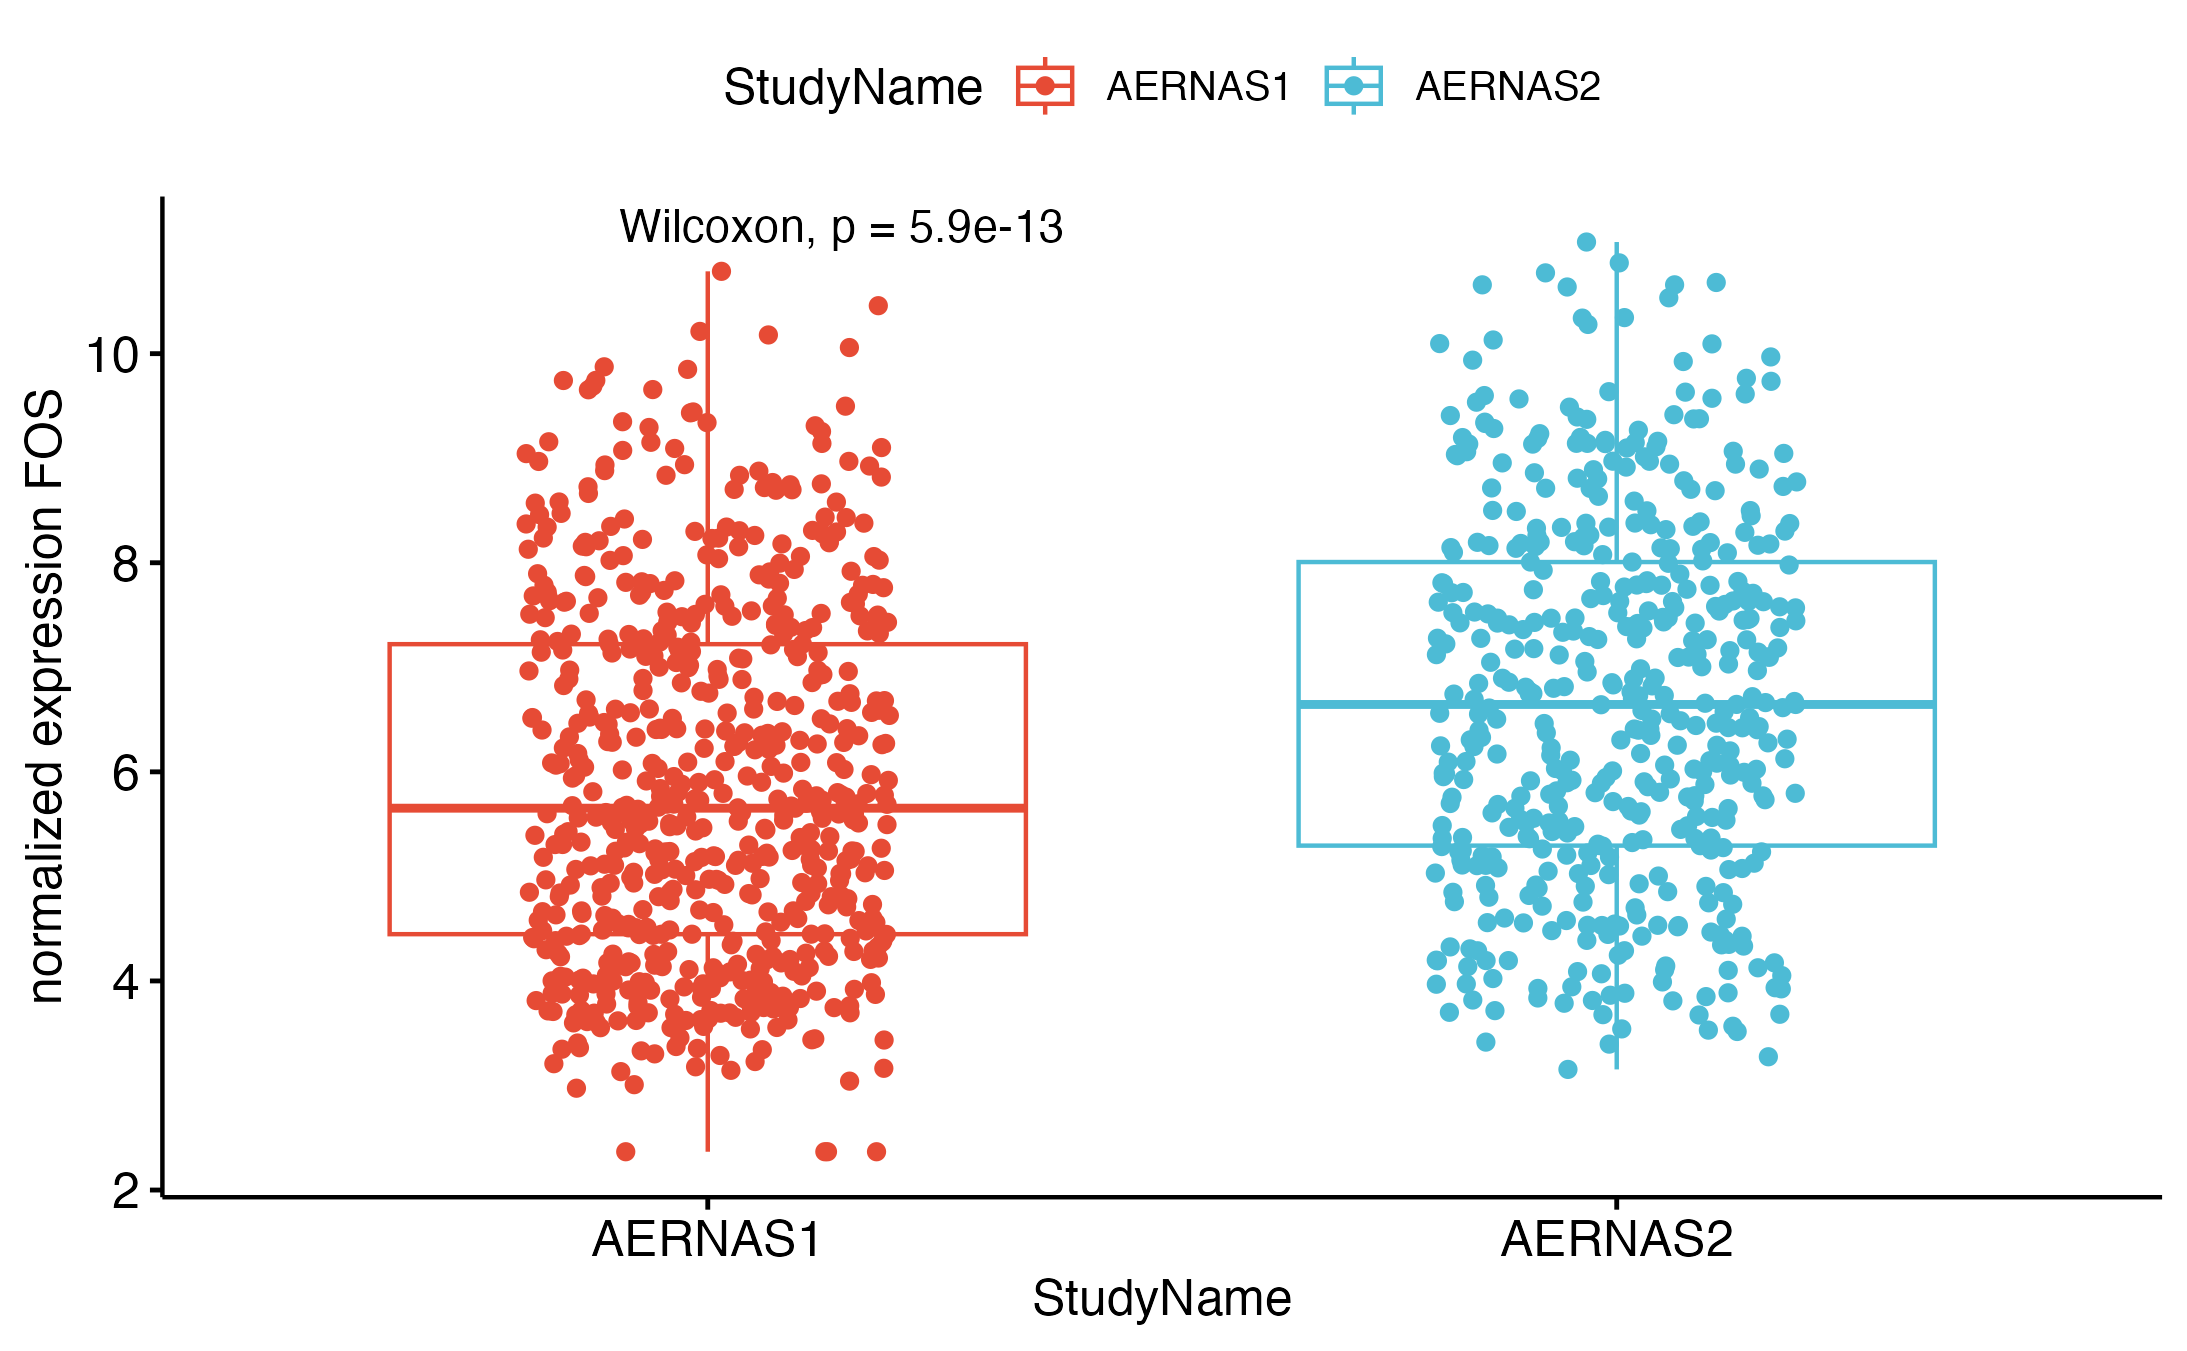 StudyName AERNAS1 AERNAS2
Wilcoxon, p = 5.9e-13
normalized expression FOS
10
8
6
4
2
AERNAS1 AERNAS2
StudyName